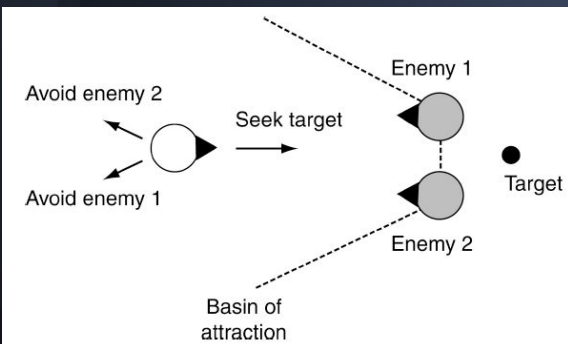 Enemy 1
Avoid enemy 2
Seek target
Target
Avoid enemy 1
Enemy 2
Basin of
attraction